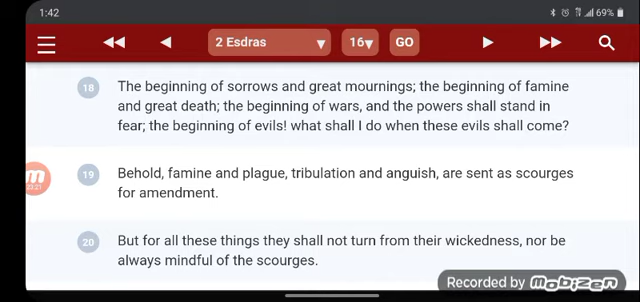 1:42
69%
2 Esdras
16
GO
18
The beginning of sorrows and great mournings; the beginning of famine
and great death; the beginning of wars, and the powers shall stand in
fear; the beginning of evils! what shall I do when these evils shall come?
19
Behold, famine and plague, tribulation and anguish, are sent as scourges
for amendment.
23:21
20
But for all these things they shall not turn from their wickedness, nor be
always mindful of the scourges.
Recorded by Mobizen